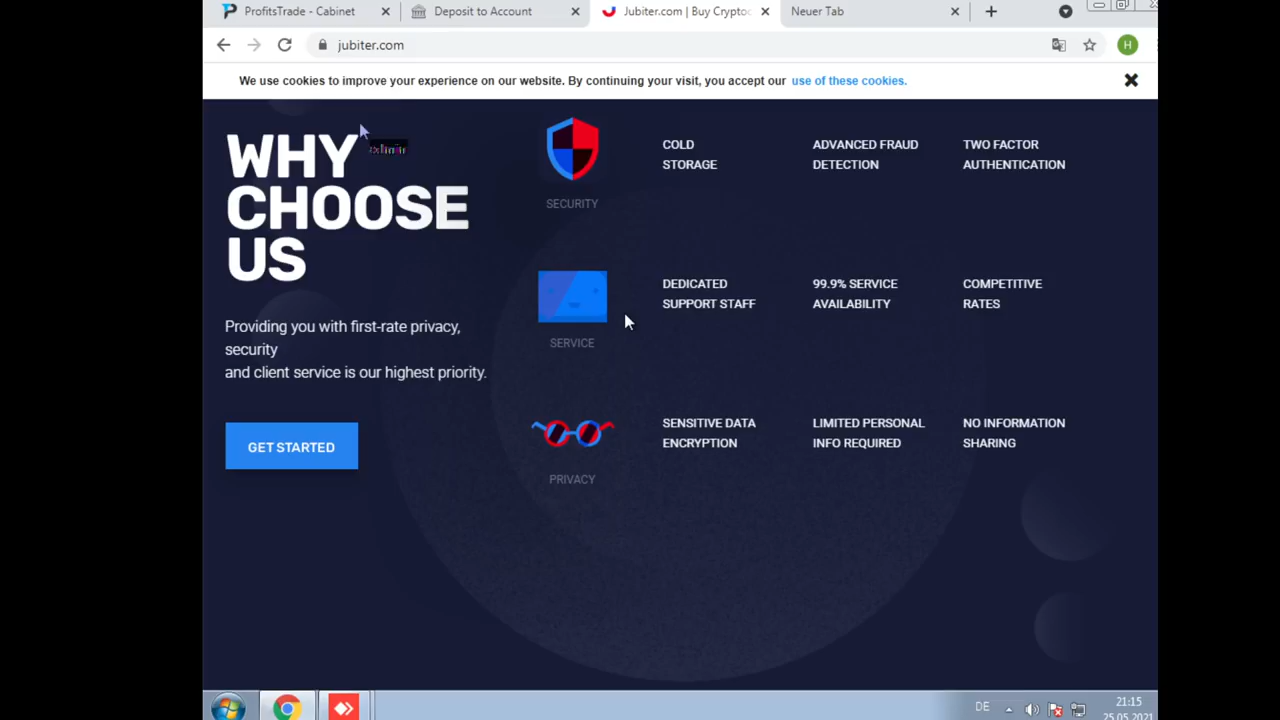 ProfitsTrade - Cabinet
Deposit to Account
Jubiter.com | Buy Cryptoc
Neuer Tab
jubiter.com
H
We use cookies to improve your experience on our website. By continuing your visit, you accept our use of these cookies.
WHY
CHOOSE
US
admin
Providing you with first-rate privacy,
security
and client service is our highest priority.
GET STARTED
SECURITY
COLD
STORAGE
ADVANCED FRAUD
DETECTION
TWO FACTOR
AUTHENTICATION
SERVICE
DEDICATED
SUPPORT STAFF
99.9% SERVICE
AVAILABILITY
COMPETITIVE
RATES
PRIVACY
SENSITIVE DATA
ENCRYPTION
LIMITED PERSONAL
INFO REQUIRED
NO INFORMATION
SHARING
DE
21:15
25.05.2021